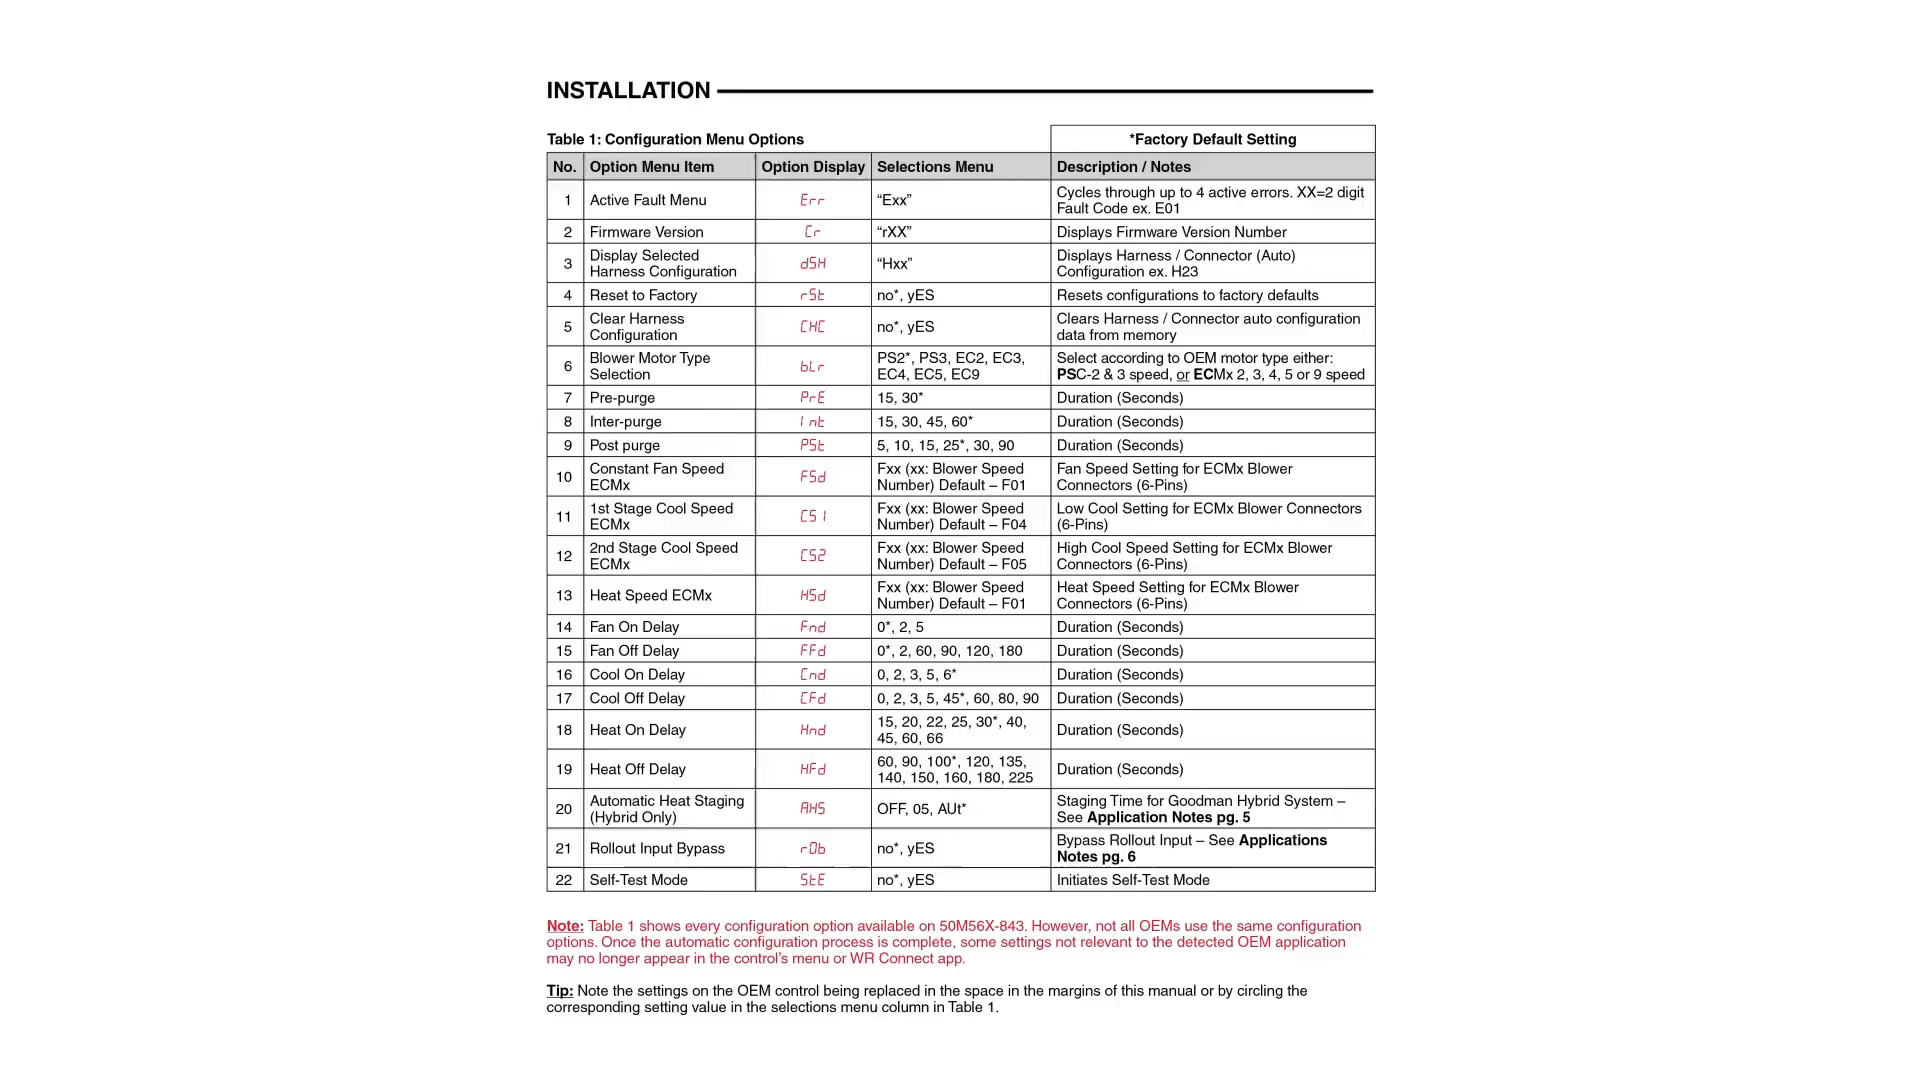 INSTALLATION
Table 1: Configuration Menu Options
*Factory Default Setting
No. Option Menu Item Option Display Selections Menu Description / Notes
1 Active Fault Menu Err “Exx” Cycles through up to 4 active errors. XX=2 digit
Fault Code ex. E01
2 Firmware Version Cr “rXX” Displays Firmware Version Number
3 Display Selected
Harness Configuration dSH “Hxx” Displays Harness / Connector (Auto)
Configuration ex. H23
4 Reset to Factory rSt no*, yES Resets configurations to factory defaults
5 Clear Harness
Configuration CHC no*, yES Clears Harness / Connector auto configuration
data from memory
6 Blower Motor Type
Selection bLr PS2*, PS3, EC2, EC3,
EC4, EC5, EC9 Select according to OEM motor type either:
PSC-2 & 3 speed, or ECMx 2, 3, 4, 5 or 9 speed
7 Pre-purge PrE 15, 30* Duration (Seconds)
8 Inter-purge Int 15, 30, 45, 60* Duration (Seconds)
9 Post purge PSt 5, 10, 15, 25*, 30, 90 Duration (Seconds)
10 Constant Fan Speed
ECMx FSd Fxx (xx: Blower Speed
Number) Default – F01 Fan Speed Setting for ECMx Blower
Connectors (6-Pins)
11 1st Stage Cool Speed
ECMx CS1 Fxx (xx: Blower Speed
Number) Default – F04 Low Cool Setting for ECMx Blower Connectors
(6-Pins)
12 2nd Stage Cool Speed
ECMx CS2 Fxx (xx: Blower Speed
Number) Default – F05 High Cool Speed Setting for ECMx Blower
Connectors (6-Pins)
13 Heat Speed ECMx HSd Fxx (xx: Blower Speed
Number) Default – F01 Heat Speed Setting for ECMx Blower
Connectors (6-Pins)
14 Fan On Delay Fnd 0*, 2, 5 Duration (Seconds)
15 Fan Off Delay FFd 0*, 2, 60, 90, 120, 180 Duration (Seconds)
16 Cool On Delay Cnd 0, 2, 3, 5, 6* Duration (Seconds)
17 Cool Off Delay CFd 0, 2, 3, 5, 45*, 60, 80, 90 Duration (Seconds)
18 Heat On Delay Hnd 15, 20, 22, 25, 30*, 40,
45, 60, 66 Duration (Seconds)
19 Heat Off Delay HFd 60, 90, 100*, 120, 135,
140, 150, 160, 180, 225 Duration (Seconds)
20 Automatic Heat Staging
(Hybrid Only) AHS OFF, 05, AUt* Staging Time for Goodman Hybrid System –
See Application Notes pg. 5
21 Rollout Input Bypass rOb no*, yES Bypass Rollout Input – See Applications
Notes pg. 6
22 Self-Test Mode StE no*, yES Initiates Self-Test Mode
Note: Table 1 shows every configuration option available on 50M56X-843. However, not all OEMs use the same configuration
options. Once the automatic configuration process is complete, some settings not relevant to the detected OEM application
may no longer appear in the control’s menu or WR Connect app.
Tip: Note the settings on the OEM control being replaced in the space in the margins of this manual or by circling the
corresponding setting value in the selections menu column in Table 1.